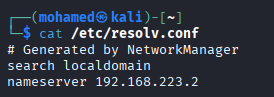 ┌──(mohamed㉿kali)-[~]
└─$ cat /etc/resolv.conf
# Generated by NetworkManager
search localdomain
nameserver 192.168.223.2